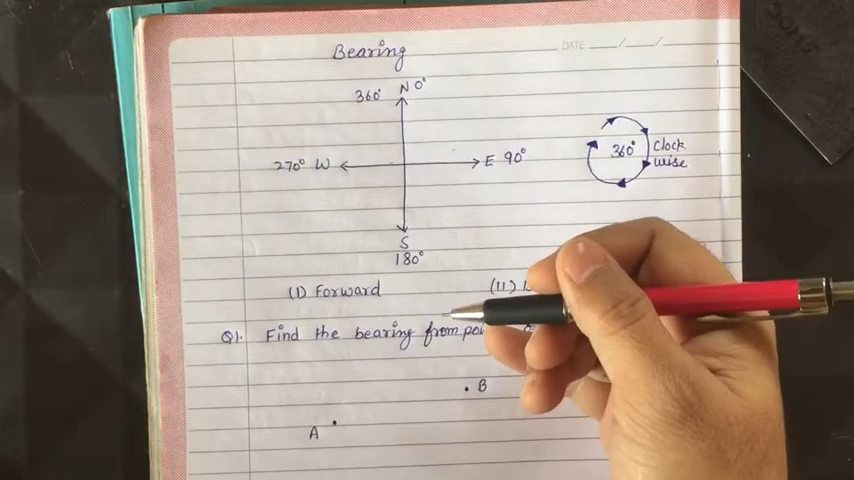 DATE
Bearing
360° N 0°
270° W E 90°
360° Clock wise
S
180°
(I) Forward (II)
Q1. Find the bearing from
B
A